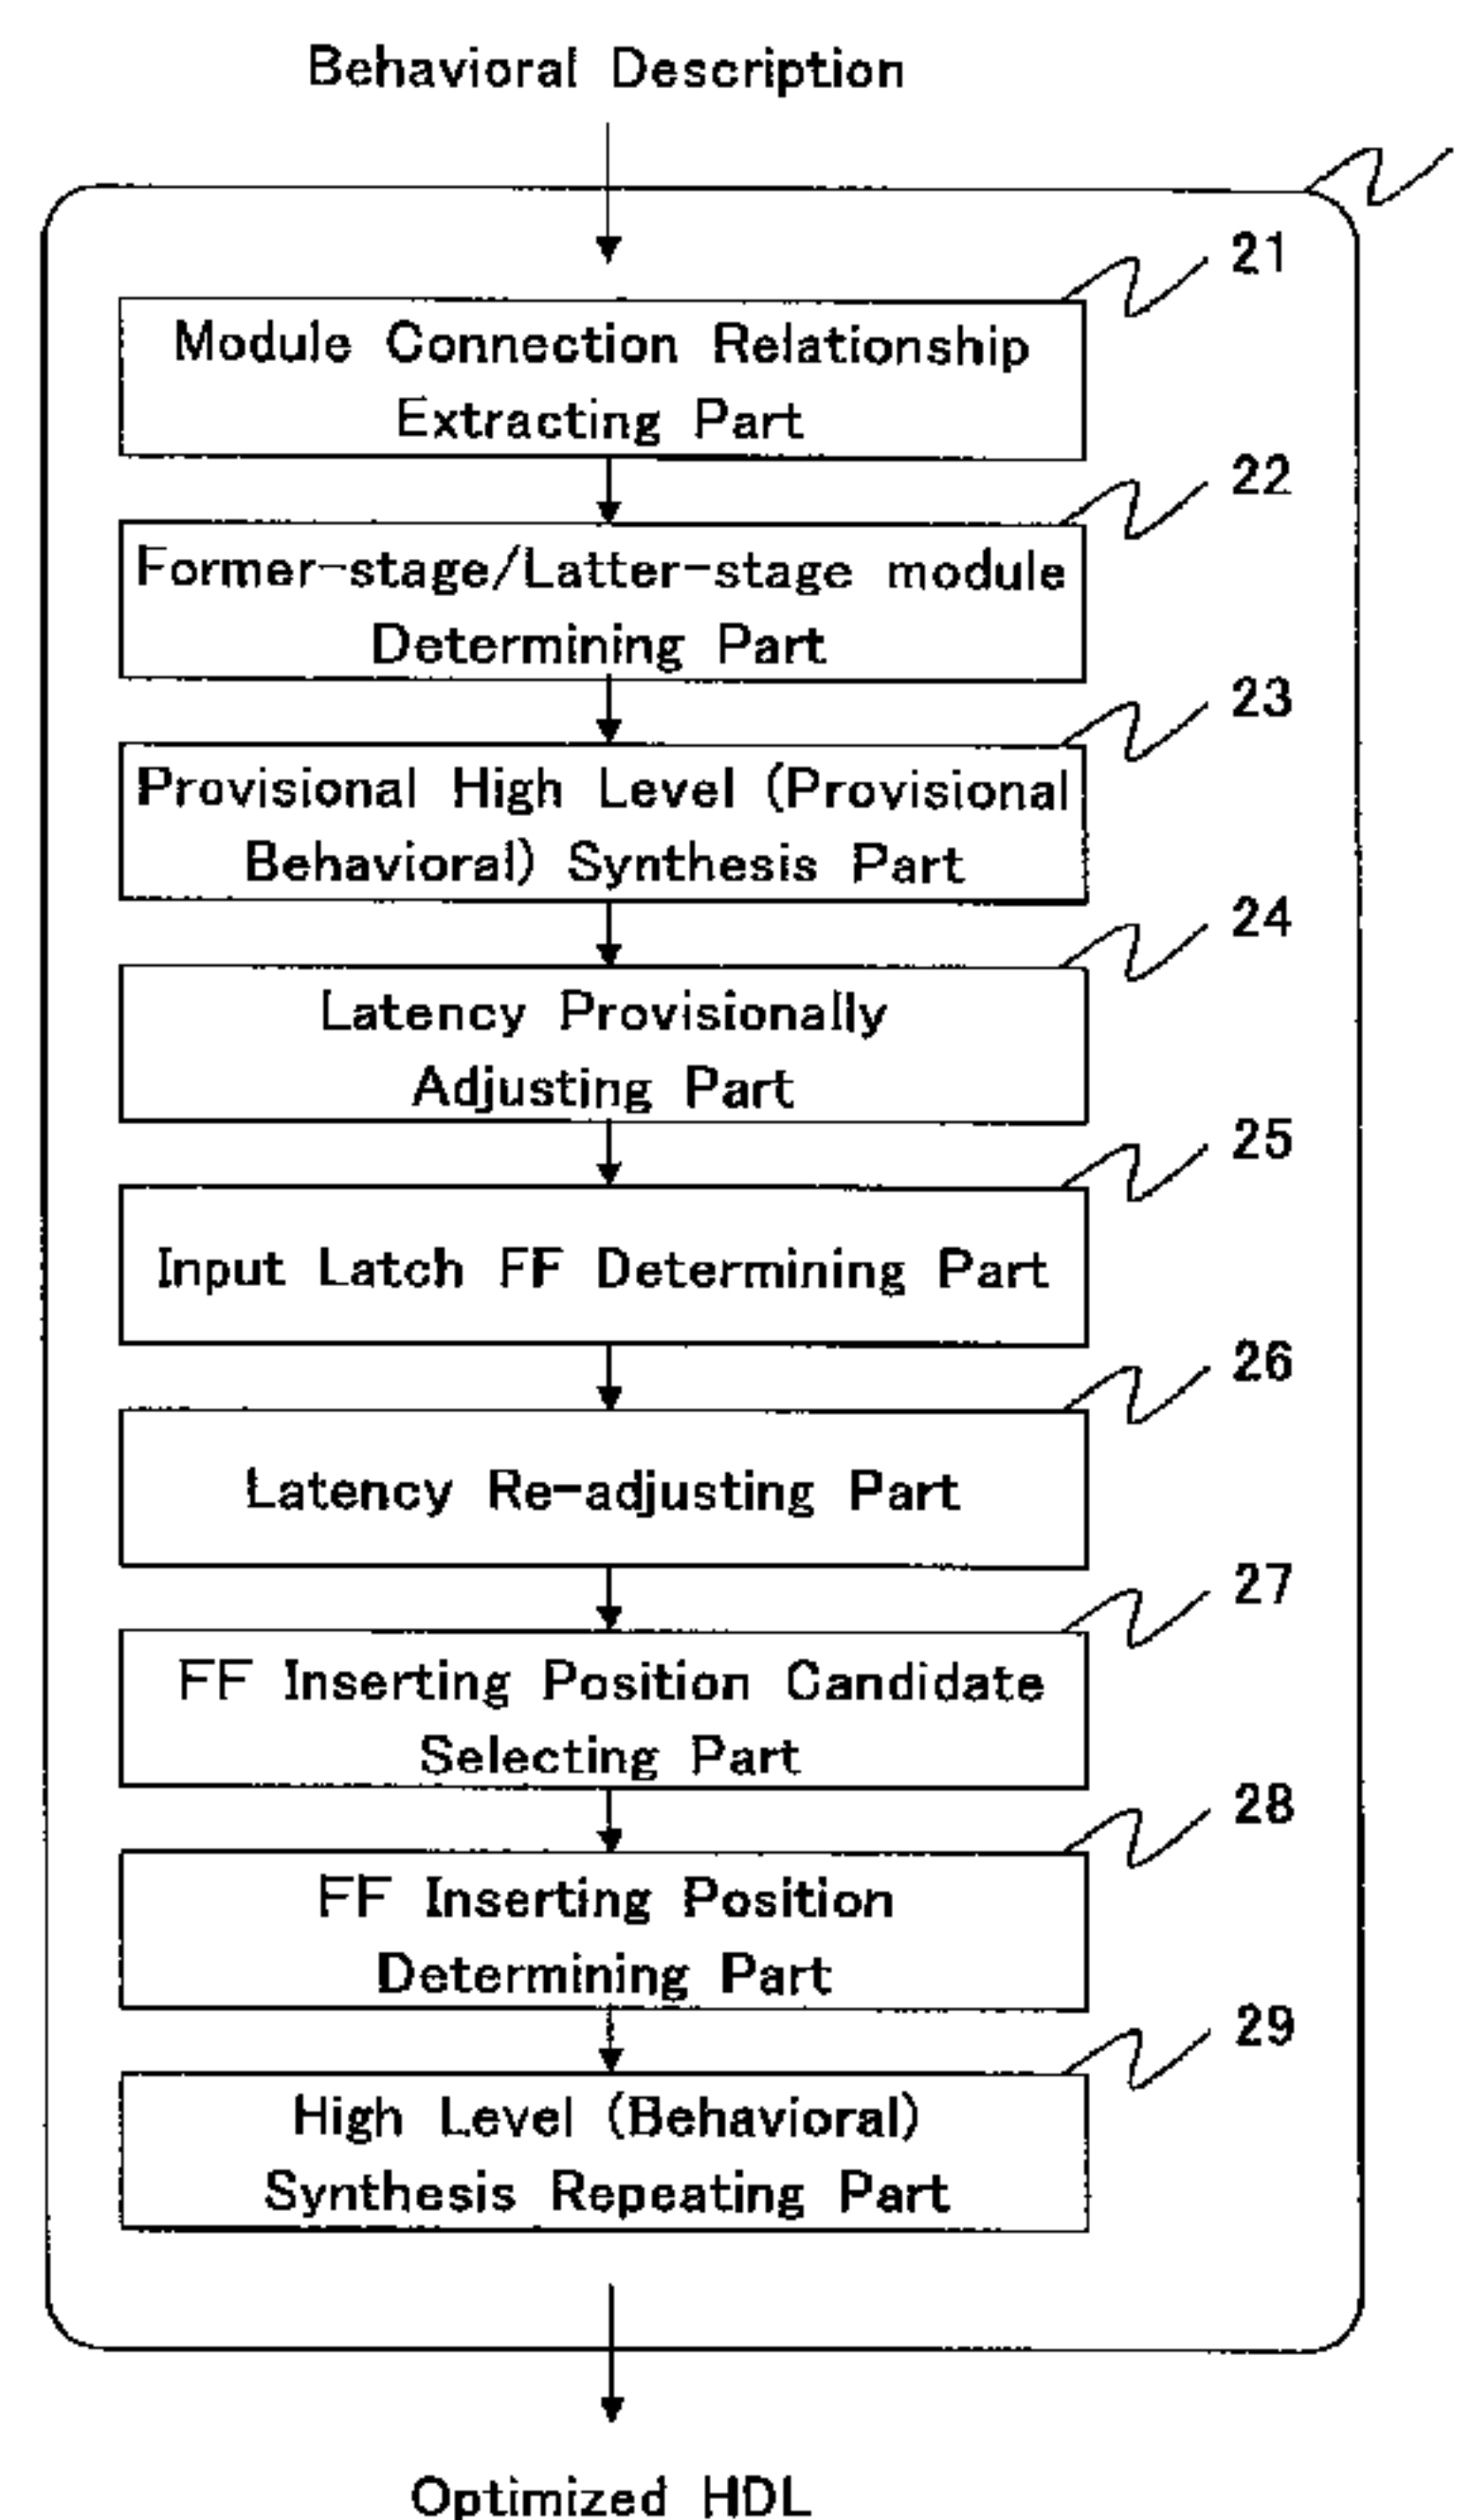 Behavioral Description
21
Module Connection Relationship
Extracting Part
22
Former-stage/Latter-stage module
Determining Part
23
Provisional High Level (Provisional
Behavioral) Synthesis Part
24
Latency Provisionally
Adjusting Part
25
Input Latch FF Determining Part
26
Latency Re-adjusting Part
27
FF Inserting Position Candidate
Selecting Part
28
FF Inserting Position
Determining Part
29
High Level (Behavioral)
Synthesis Repeating Part
Optimized HDL